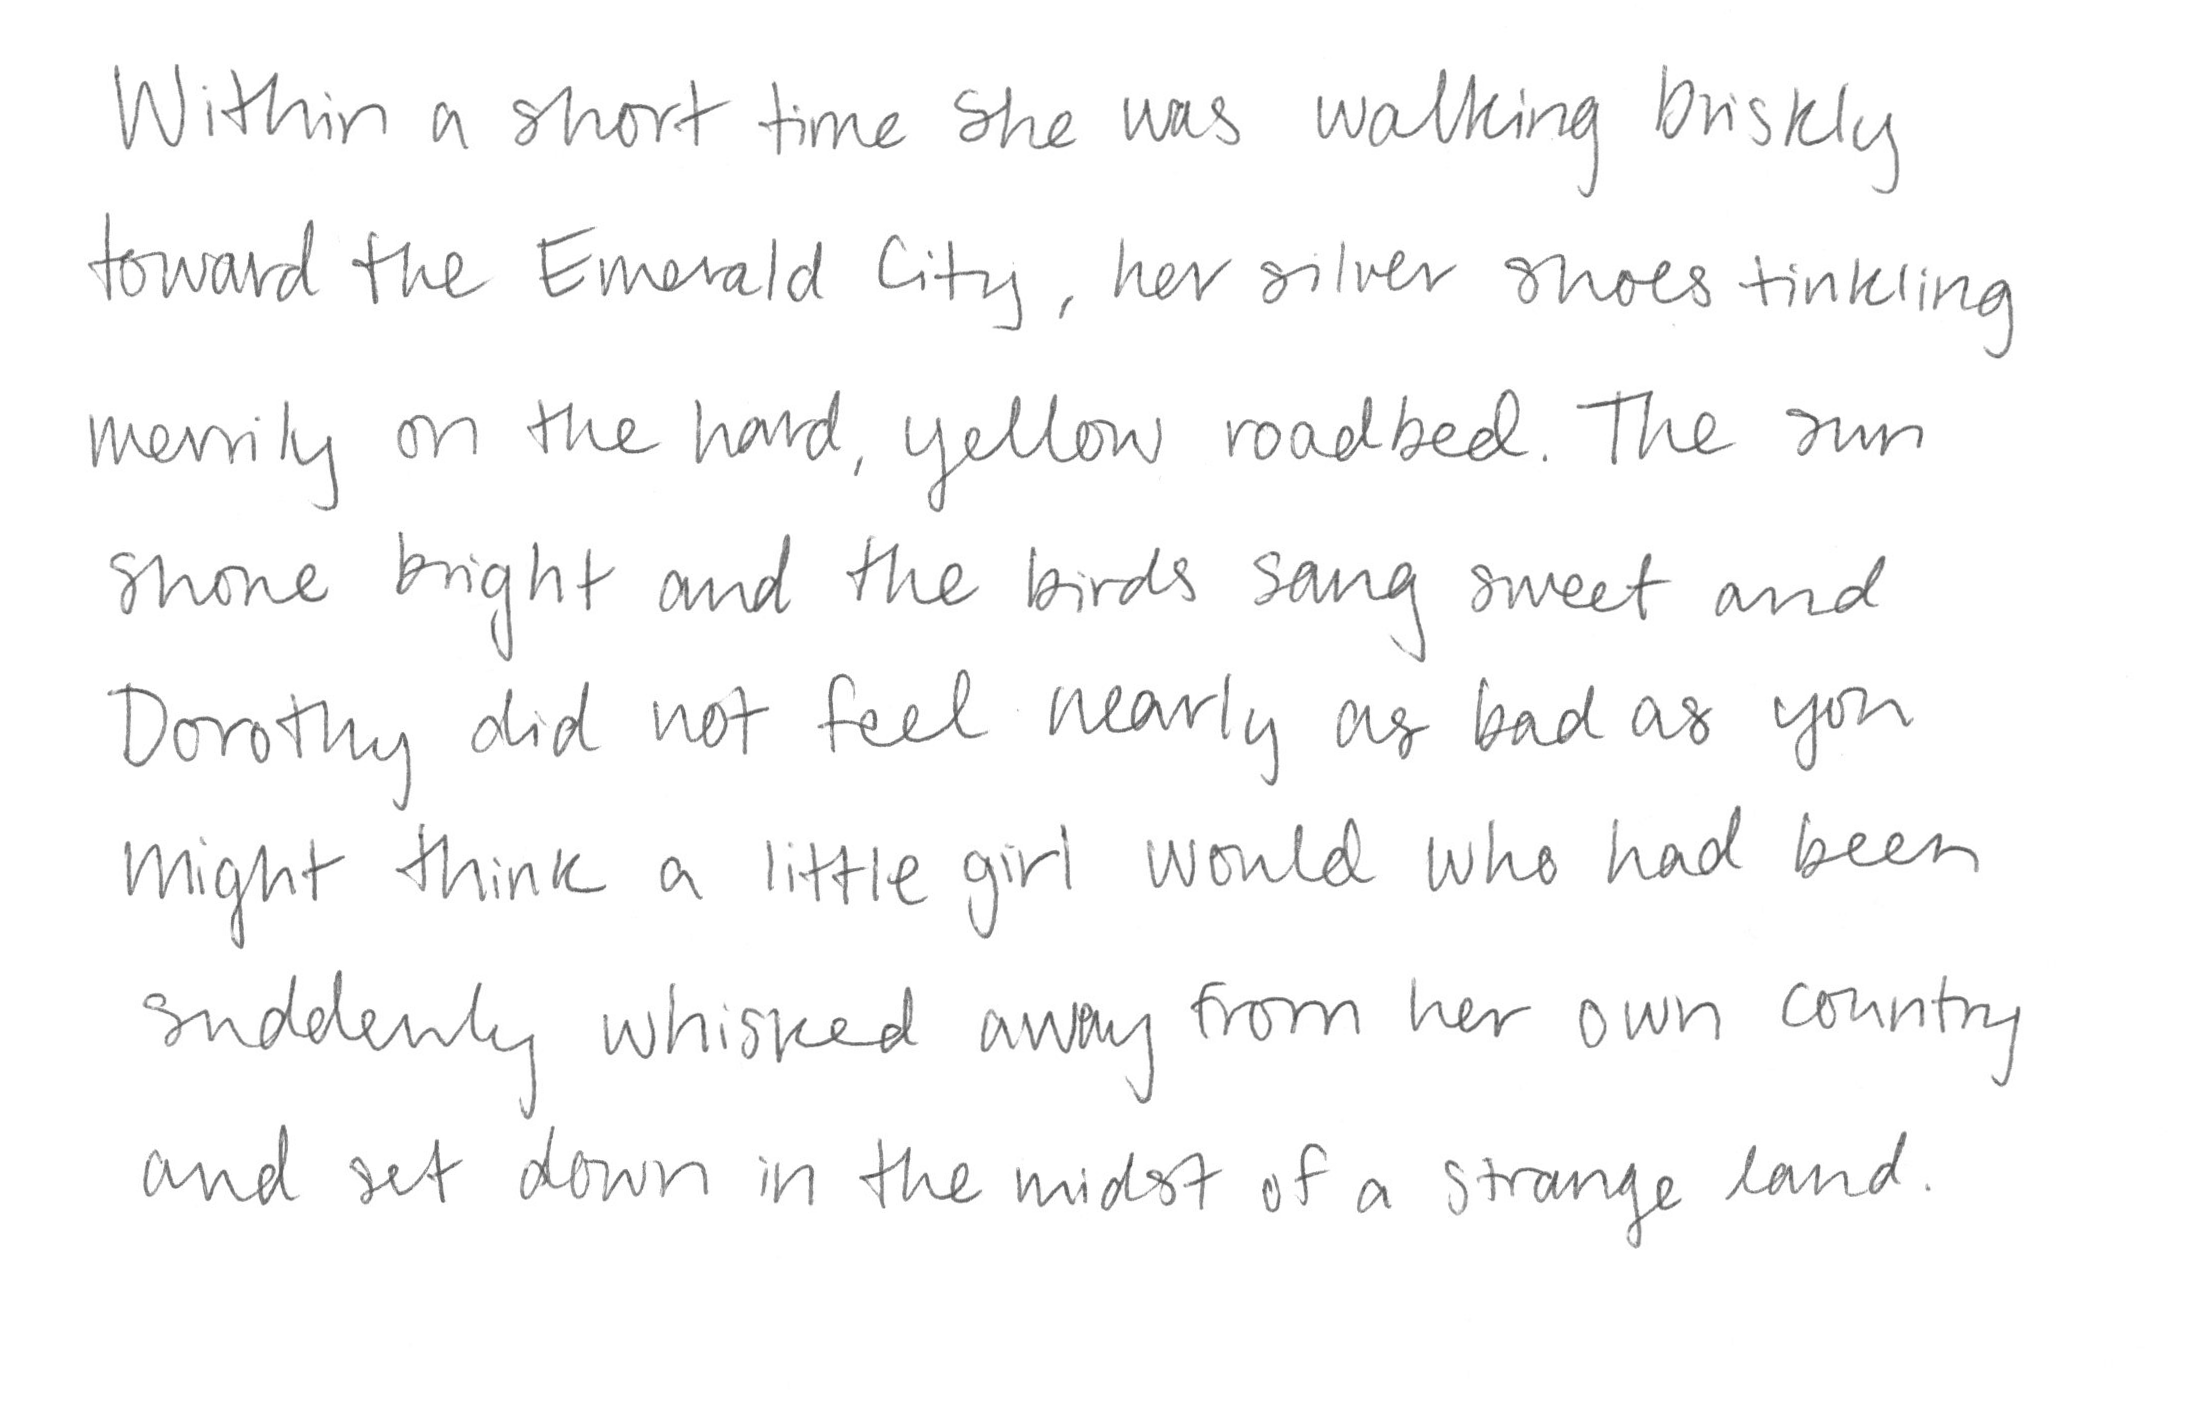 Within a short time she was walking briskly
toward the Emerald City, her silver shoes tinkling
merrily on the hard, yellow roadbed. The sun
shone bright and the birds sang sweet and
Dorothy did not feel nearly as bad as you
might think a little girl would who had been
suddenly whisked away from her own country
and set down in the midst of a strange land.